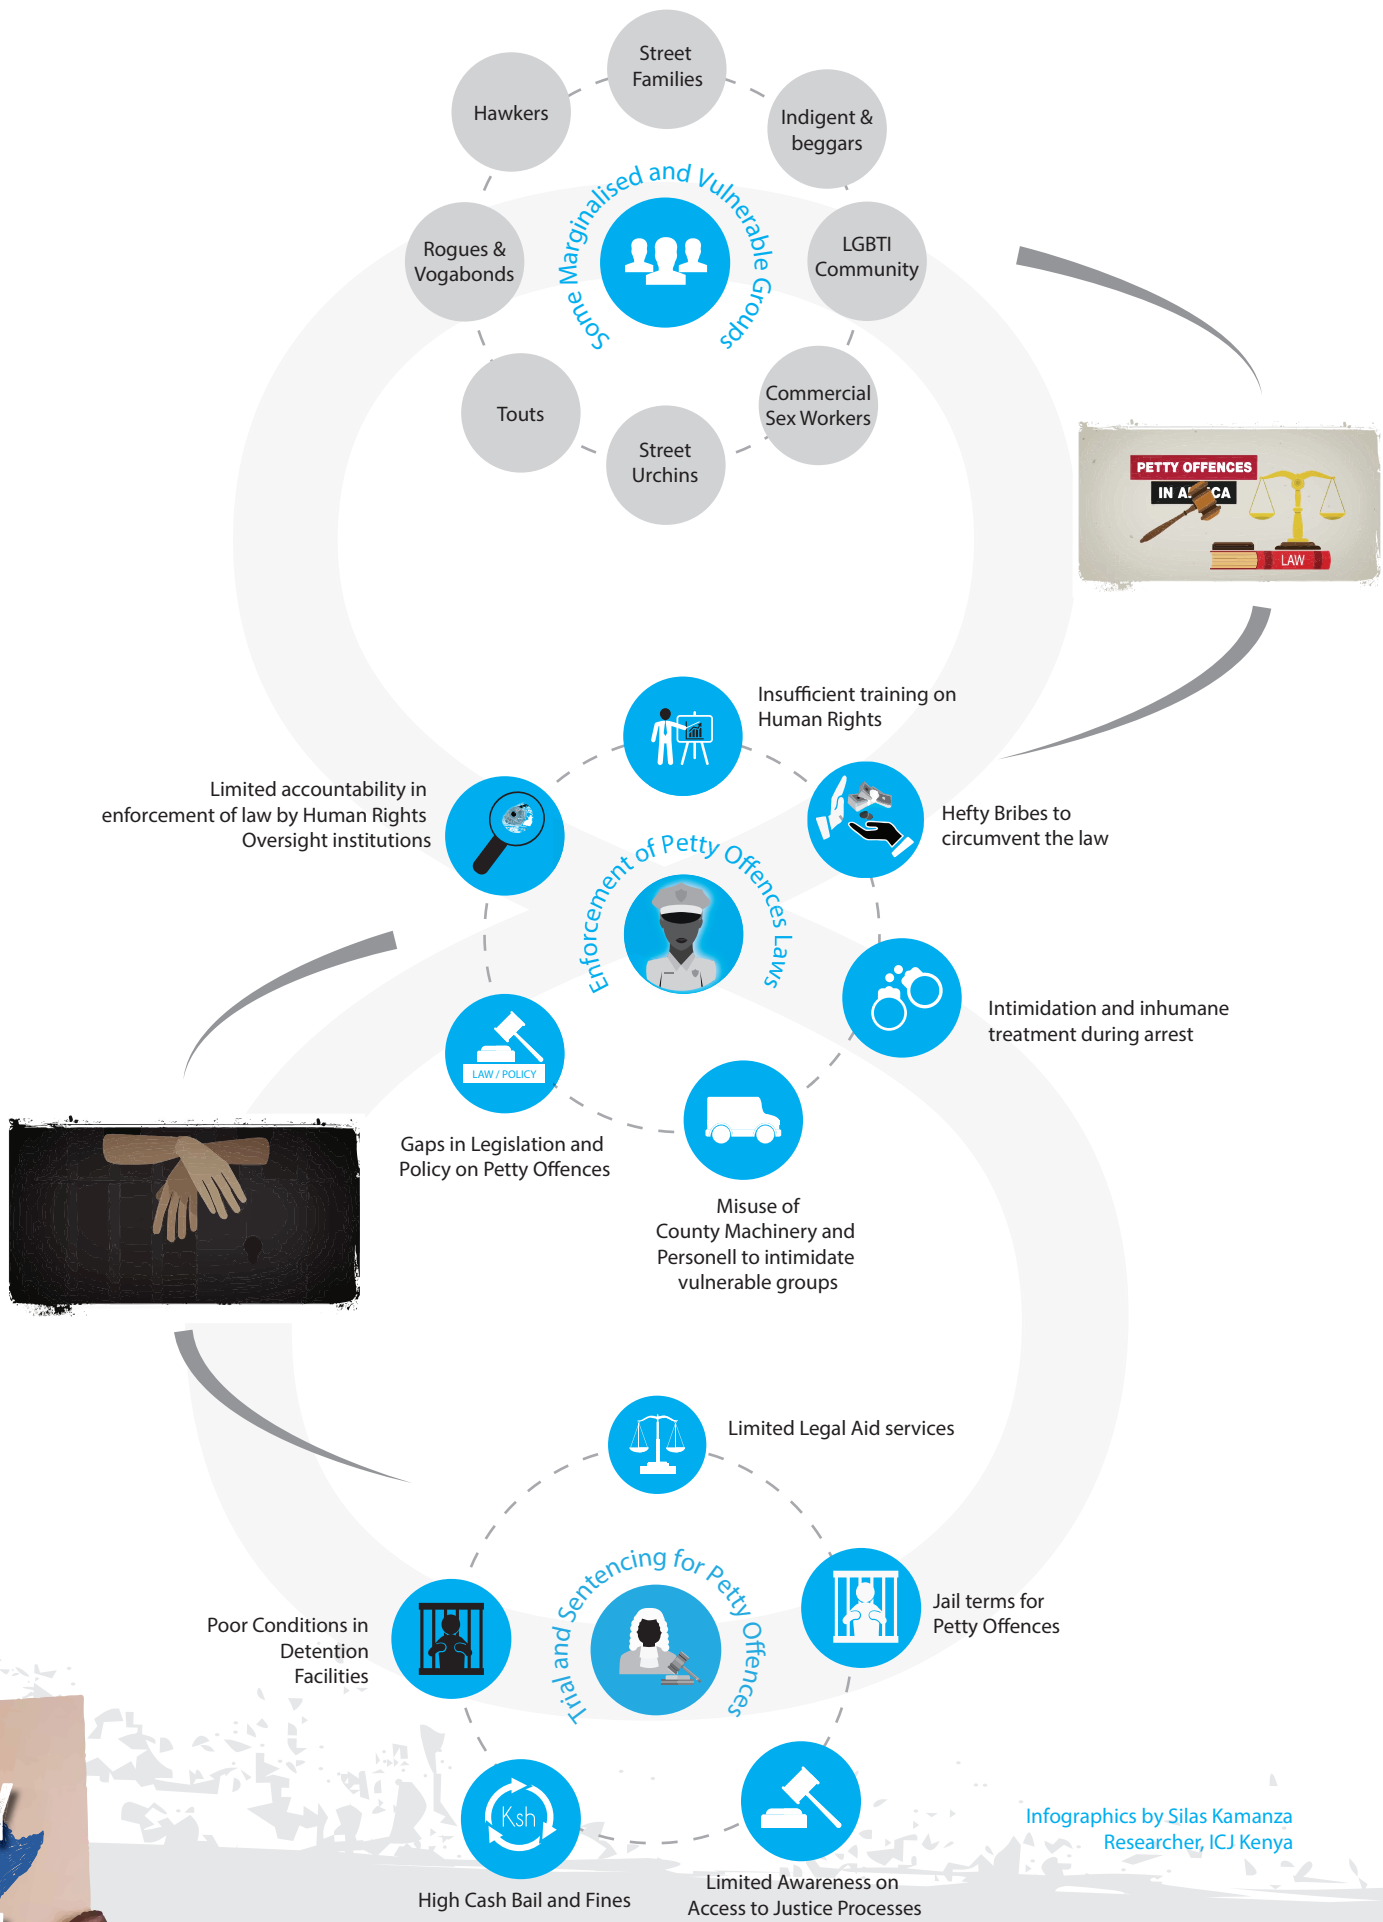 Street
Families
Hawkers
Indigent &
beggars
Some Marginalised and Vulnerable Groups
Rogues &
Vogabonds
LGBTI
Community
Touts
Commercial
Sex Workers
Street
Urchins
PETTY OFFENCES
IN A CA
LAW
Insufficient training on
Human Rights
Limited accountability in
enforcement of law by Human Rights
Oversight institutions
Hefty Bribes to
circumvent the law
Enforcement of Petty Offences Laws
Intimidation and inhumane
treatment during arrest
LAW / POLICY
Gaps in Legislation and
Policy on Petty Offences
Misuse of
County Machinery and
Personell to intimidate
vulnerable groups
Limited Legal Aid services
Trial and Sentencing for Petty Offences
Jail terms for
Petty Offences
Poor Conditions in
Detention
Facilities
Ksh
High Cash Bail and Fines
Limited Awareness on
Access to Justice Processes
Infographics by Silas Kamanza
Researcher, ICJ Kenya